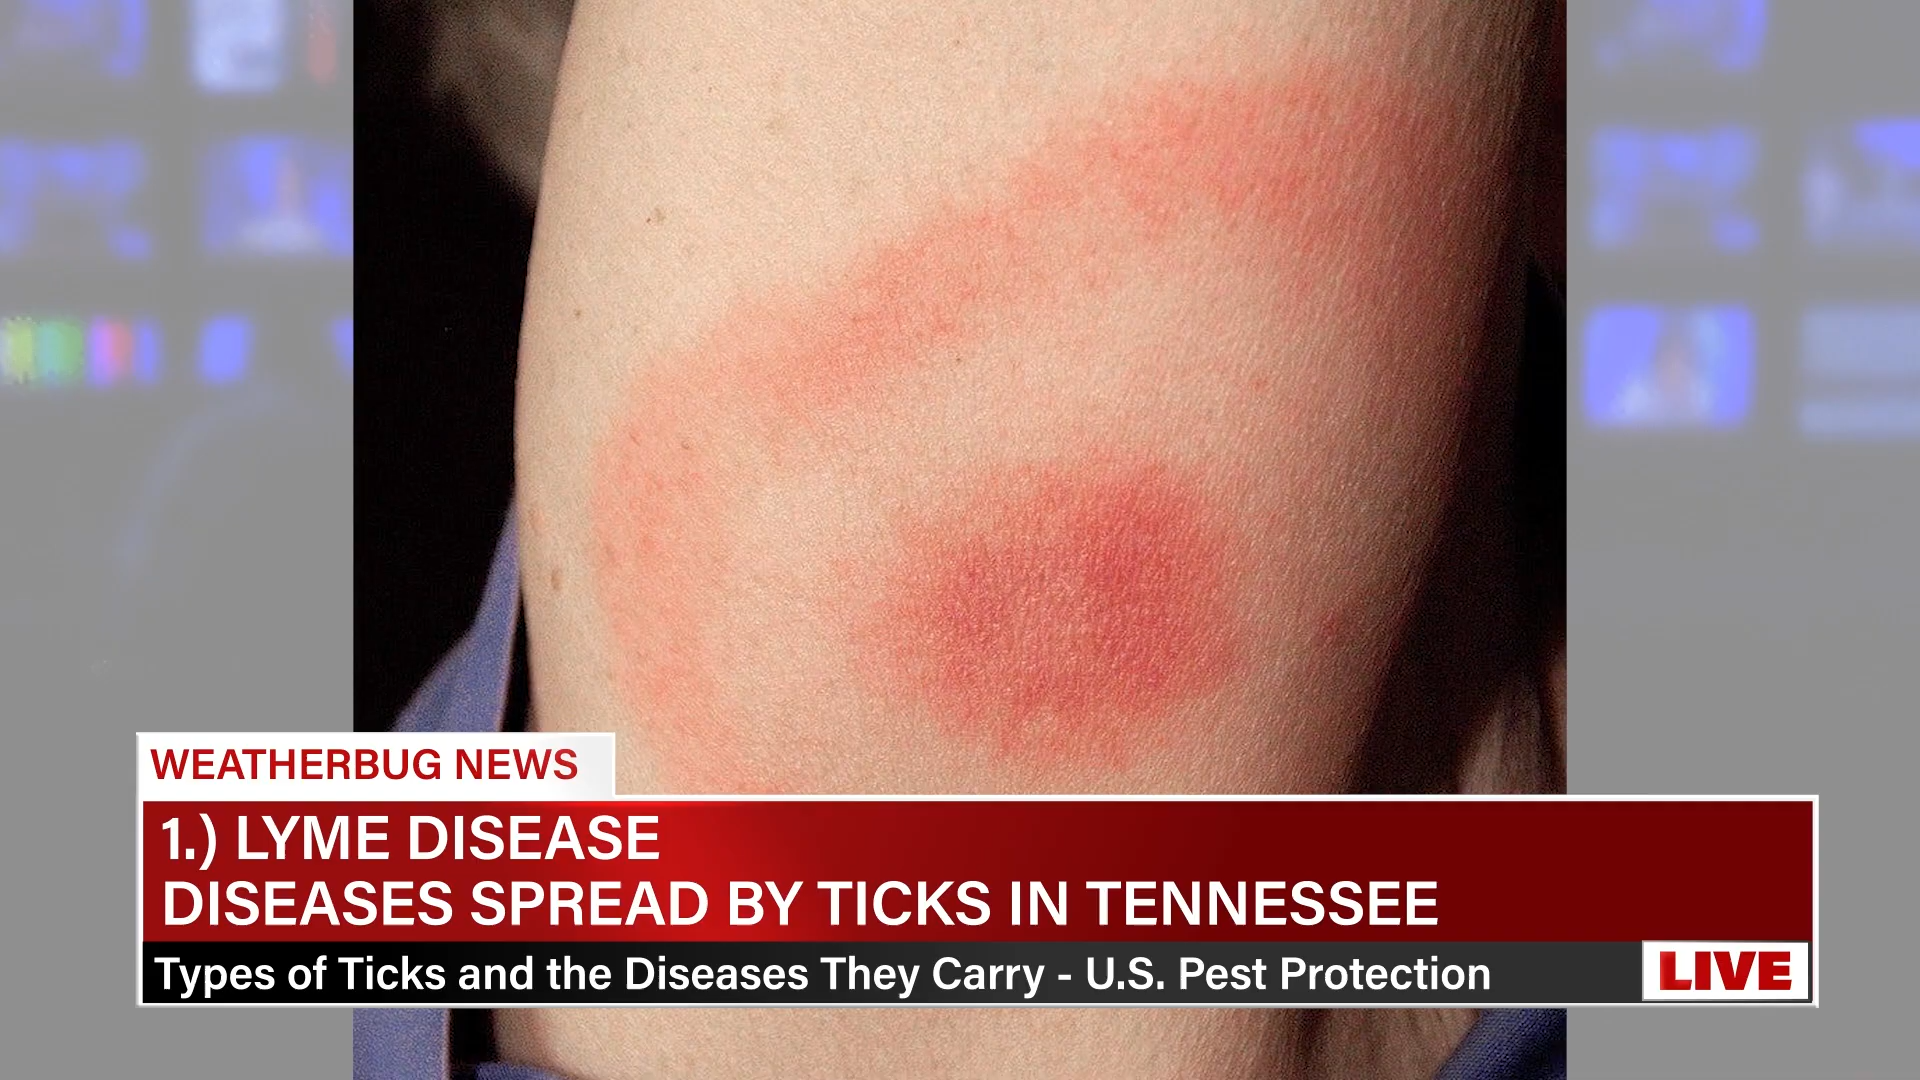 WEATHERBUG NEWS
1.) LYME DISEASE
DISEASES SPREAD BY TICKS IN TENNESSEE
Types of Ticks and the Diseases They Carry - U.S. Pest Protection
LIVE